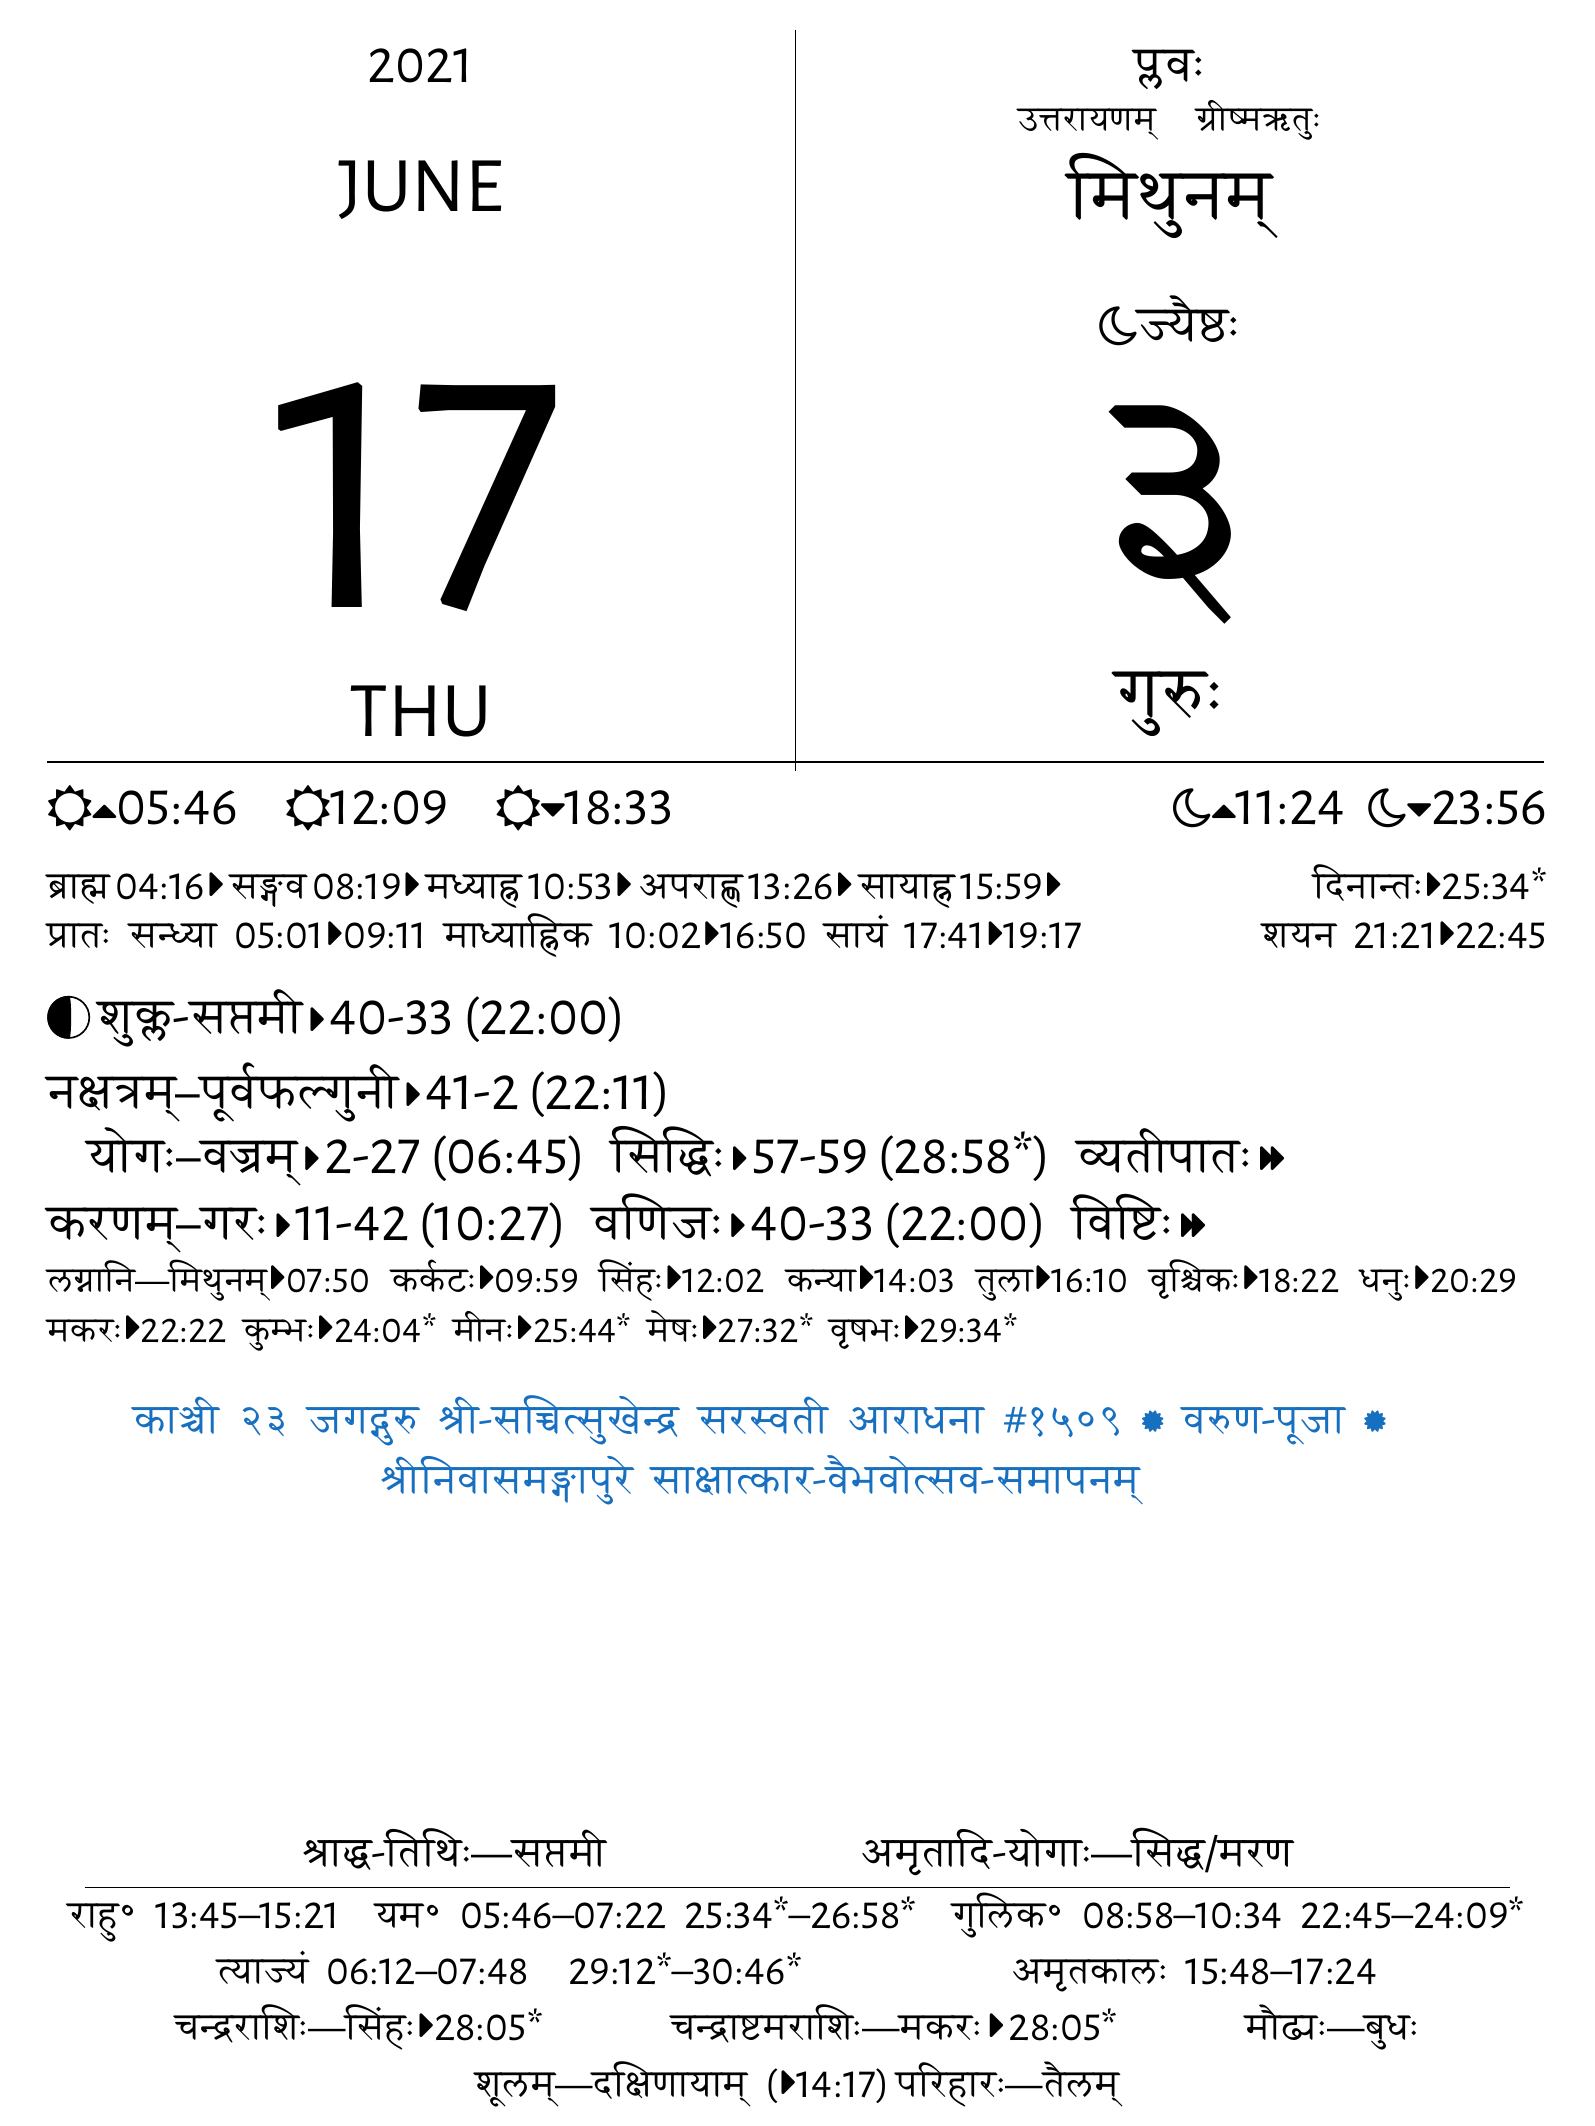 2021
JUNE
17
THU
प्लवः
उत्तरायणम् ग्रीष्मऋतुः
मिथुनम्
ज्यैष्ठः
३
गुरुः
05:46 12:09 18:33 11:24 23:56
ब्राह्म 04:16 सङ्गव 08:19 मध्याह्न 10:53 अपराह्ण 13:26 सायाह्न 15:59 दिनान्तः 25:34*
प्रातः सन्ध्या 05:01 09:11 माध्याह्निक 10:02 16:50 सायं 17:41 19:17 शयन 21:21 22:45
शुक्ल-सप्तमी 40-33 (22:00)
नक्षत्रम्–पूर्वफल्गुनी 41-2 (22:11)
योगः–वज्रम् 2-27 (06:45) सिद्धिः 57-59 (28:58*) व्यतीपातः
करणम्–गरः 11-42 (10:27) वणिजः 40-33 (22:00) विष्टिः
लग्नानि—मिथुनम् 07:50 कर्कटः 09:59 सिंहः 12:02 कन्या 14:03 तुला 16:10 वृश्चिकः 18:22 धनुः 20:29
मकरः 22:22 कुम्भः 24:04* मीनः 25:44* मेषः 27:32* वृषभः 29:34*
काञ्ची २३ जगद्गुरु श्री-सच्चित्सुखेन्द्र सरस्वती आराधना #१५०९ ✹ वरुण-पूजा ✹
श्रीनिवासमङ्गापुरे साक्षात्कार-वैभवोत्सव-समापनम्
श्राद्ध-तिथिः—सप्तमी अमृतादि-योगाः—सिद्ध/मरण
राहु॰ 13:45–15:21 यम॰ 05:46–07:22 25:34*–26:58* गुलिक॰ 08:58–10:34 22:45–24:09*
त्याज्यं 06:12–07:48 29:12*–30:46* अमृतकालः 15:48–17:24
चन्द्रराशिः—सिंहः 28:05* चन्द्राष्टमराशिः—मकरः 28:05* मौढ्यः—बुधः
शूलम्—दक्षिणायाम् (14:17) परिहारः—तैलम्